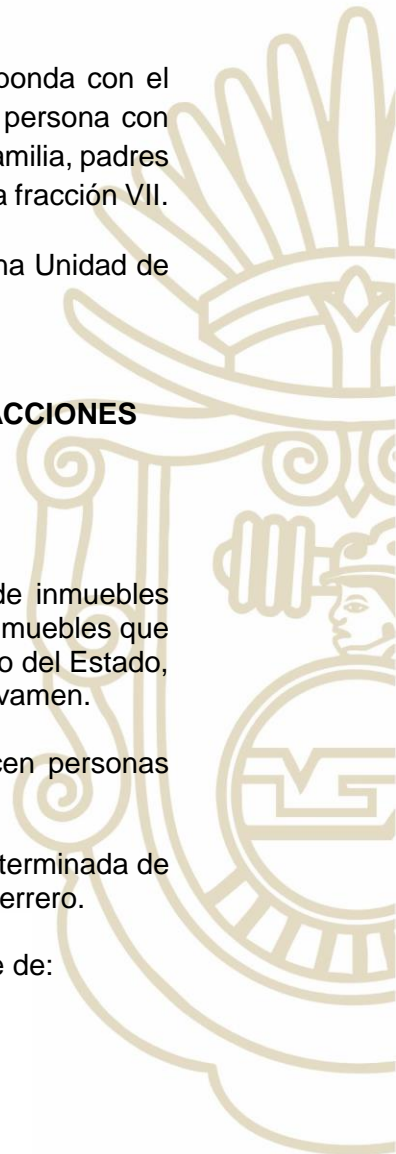 ponda con el
persona con
amilia, padres
a fracción VII.
na Unidad de
ACCIONES
de inmuebles
nmuebles que
o del Estado,
vamen.
cen personas
terminada de
errero.
e de: